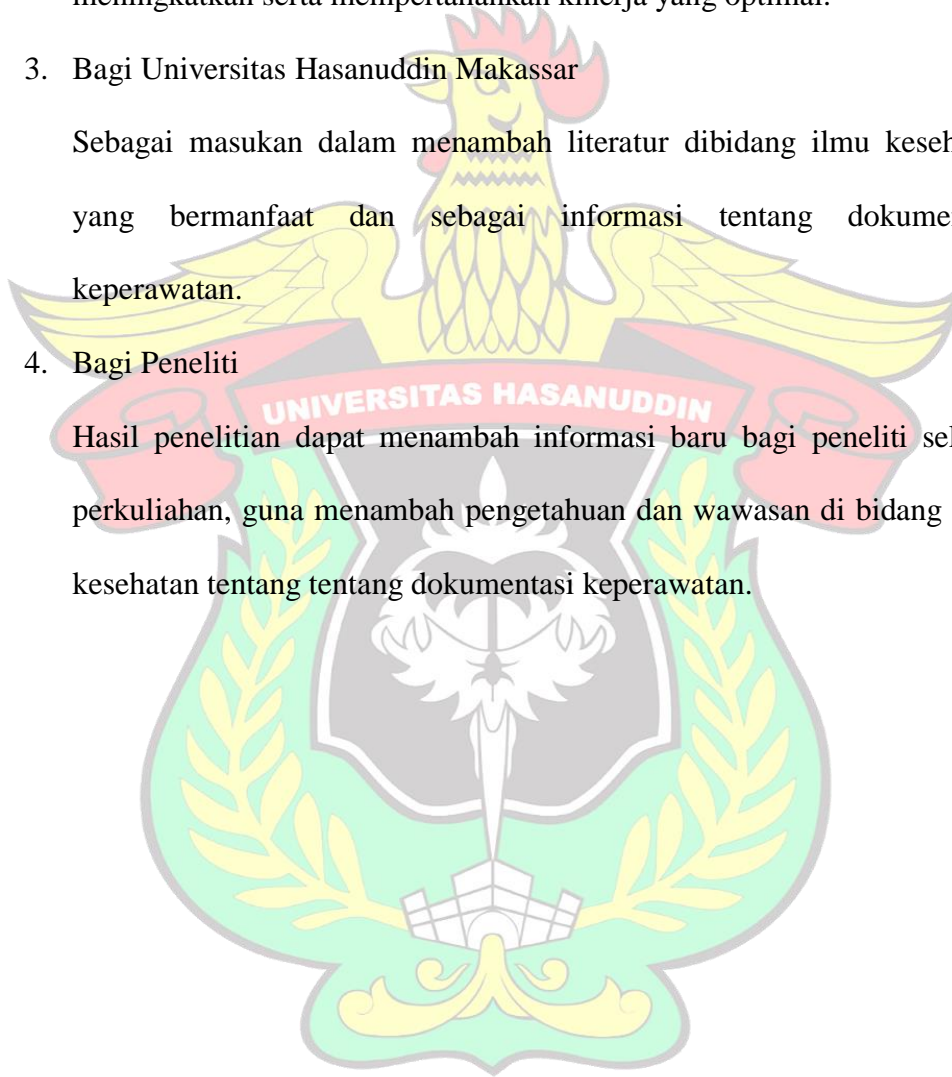 meningkatkan serta mempertahankan kinerja yang optimal.
3. Bagi Universitas Hasanuddin Makassar
Sebagai masukan dalam menambah literatur dibidang ilmu keseh
yang bermanfaat dan sebagai informasi tentang dokume
keperawatan.
4. Bagi Peneliti
UNIVERSITAS HASANUDDIN
Hasil penelitian dapat menambah informasi baru bagi peneliti sel
perkuliahan, guna menambah pengetahuan dan wawasan di bidang
kesehatan tentang tentang dokumentasi keperawatan.